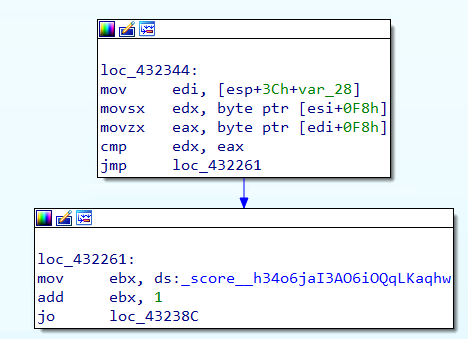 loc_432344:
mov     edi, [esp+3Ch+var_28]
movsx   edx, byte ptr [esi+0F8h]
movzx   eax, byte ptr [edi+0F8h]
cmp     edx, eax
jmp     loc_432261
loc_432261:
mov     ebx, ds:_score__h34o6jaI3AO6iOQqLKaqhw
add     ebx, 1
jo      loc_43238C